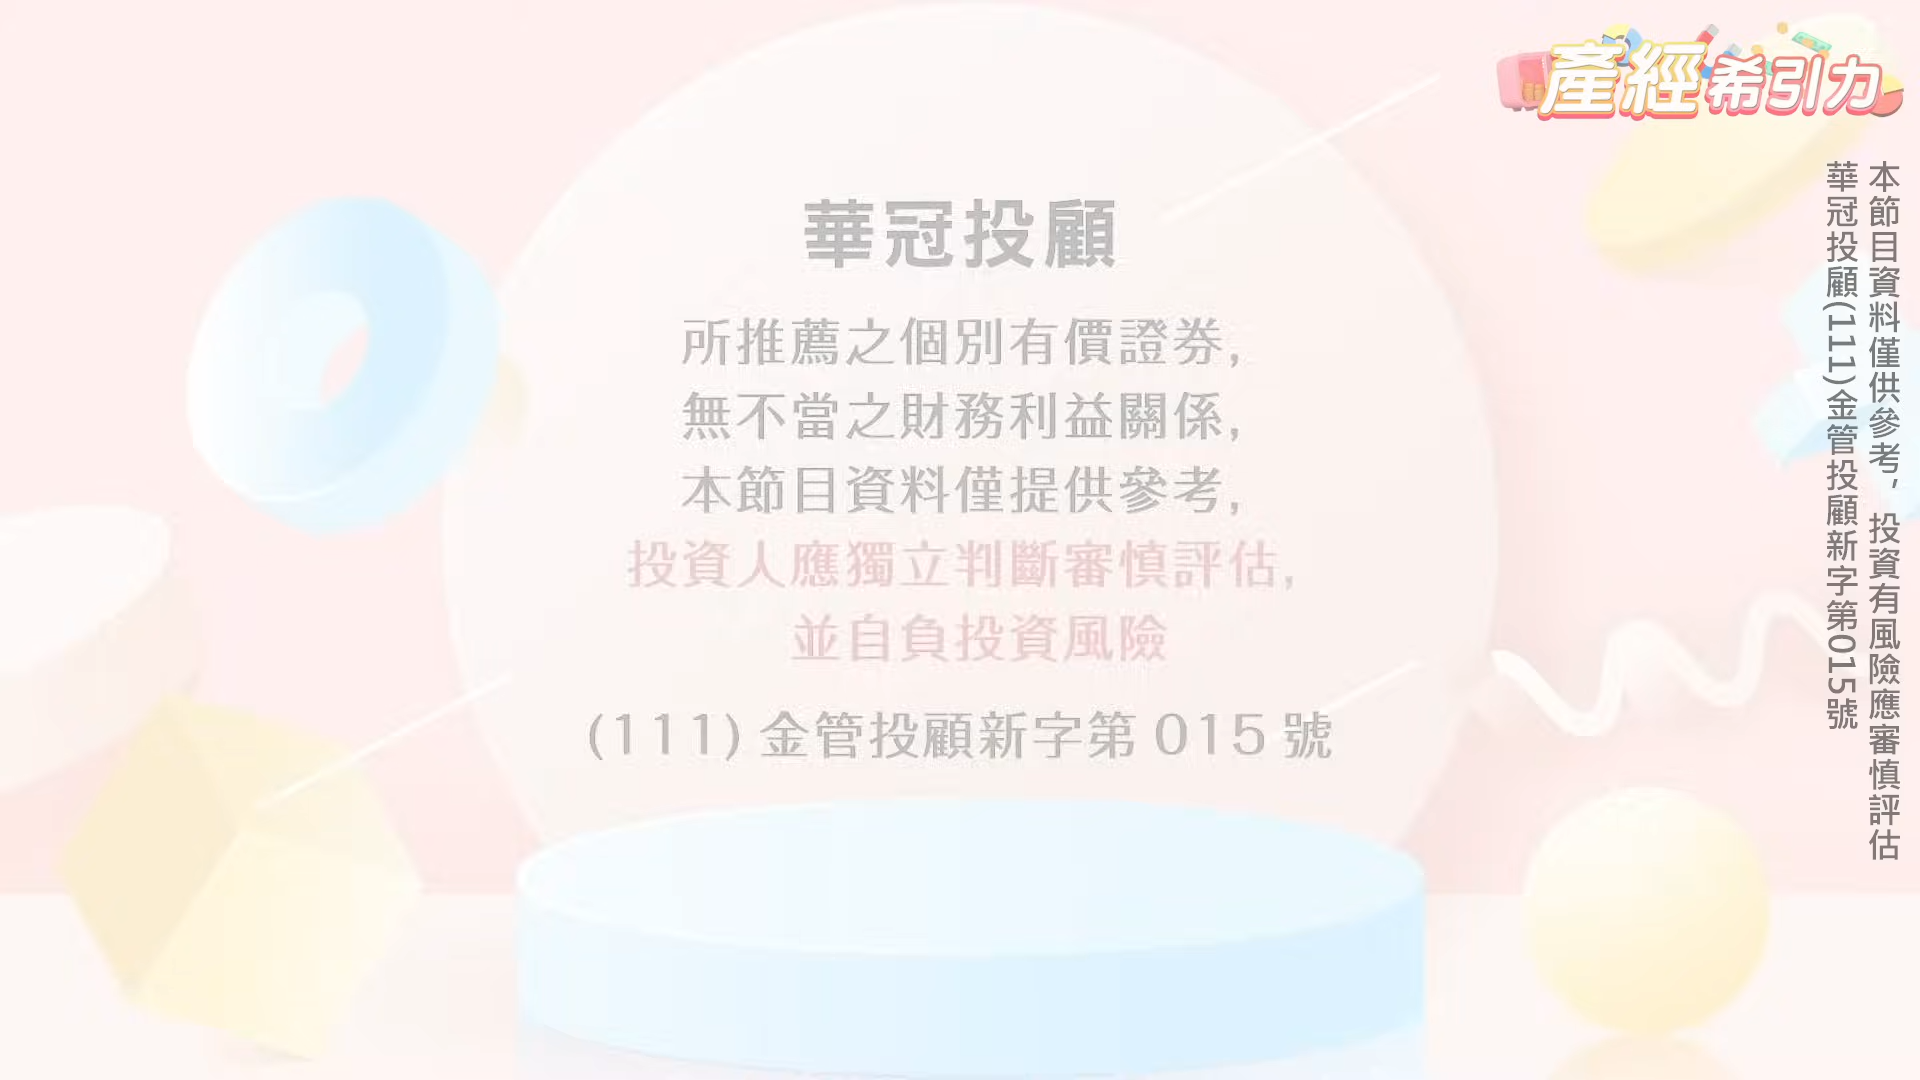 產經希引力
華冠投顧
所推薦之個別有價證券,
無不當之財務利益關係,
本節目資料僅提供參考,
投資人應獨立判斷審慎評估,
並自負投資風險
(111) 金管投顧新字第 015 號
本節目資料僅供參考，投資有風險應審慎評估
華冠投顧(111)金管投顧新字第015號